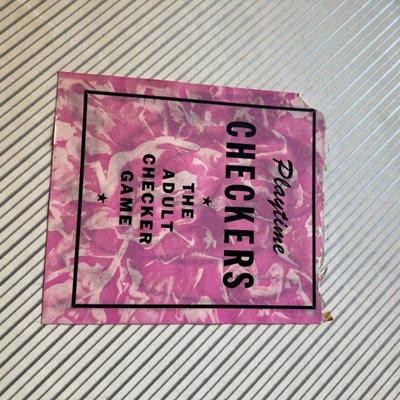 Playtime
CHECKERS
★
THE
ADULT
CHECKER
GAME
★